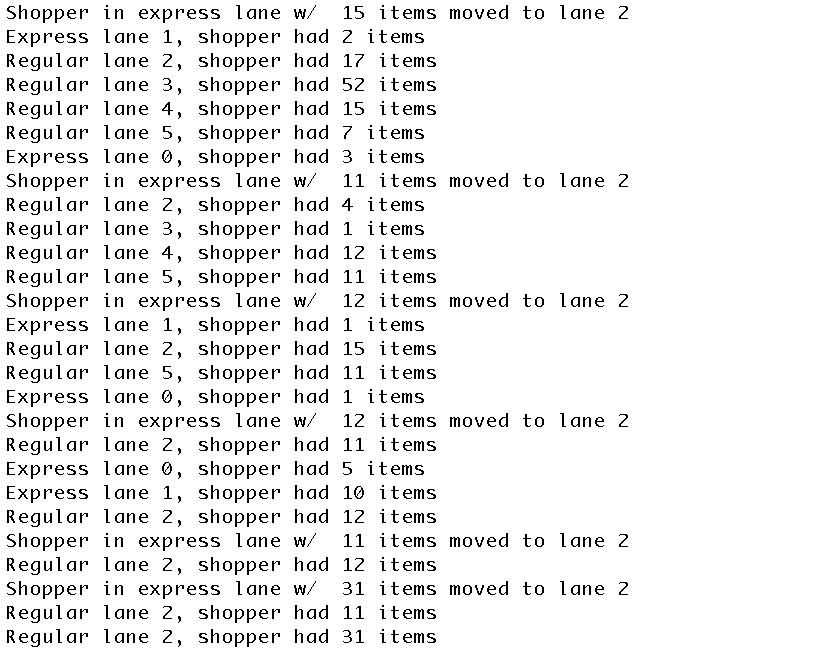 Shopper in express lane w/  15 items moved to lane 2
Express lane 1, shopper had 2 items
Regular lane 2, shopper had 17 items
Regular lane 3, shopper had 52 items
Regular lane 4, shopper had 15 items
Regular lane 5, shopper had 7 items
Express lane 0, shopper had 3 items
Shopper in express lane w/  11 items moved to lane 2
Regular lane 2, shopper had 4 items
Regular lane 3, shopper had 1 items
Regular lane 4, shopper had 12 items
Regular lane 5, shopper had 11 items
Shopper in express lane w/  12 items moved to lane 2
Express lane 1, shopper had 1 items
Regular lane 2, shopper had 15 items
Regular lane 5, shopper had 11 items
Express lane 0, shopper had 1 items
Shopper in express lane w/  12 items moved to lane 2
Regular lane 2, shopper had 11 items
Express lane 0, shopper had 5 items
Express lane 1, shopper had 10 items
Regular lane 2, shopper had 12 items
Shopper in express lane w/  11 items moved to lane 2
Regular lane 2, shopper had 12 items
Shopper in express lane w/  31 items moved to lane 2
Regular lane 2, shopper had 11 items
Regular lane 2, shopper had 31 items